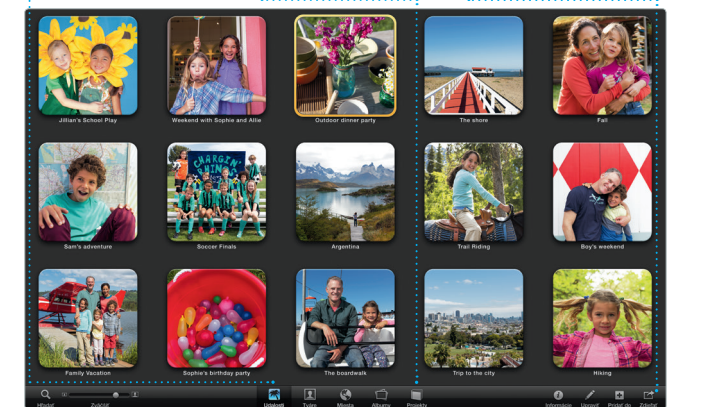 Jillian's School Play
Weekend with Sophie and Allie
Outdoor dinner party
The shore
Fall
CHARGIN'
Sam's adventure
Soccer Finals
Argentina
Trail Riding
Boy's weekend
Family Vacation
Sophie's birthday party
The boardwalk
Trip to the city
Hiking
Hľadať
Zväčšiť
Udalosti
Tváre
Miesta
Albumy
Projekty
Informácie
Upraviť
Pridať do
Zdieľať